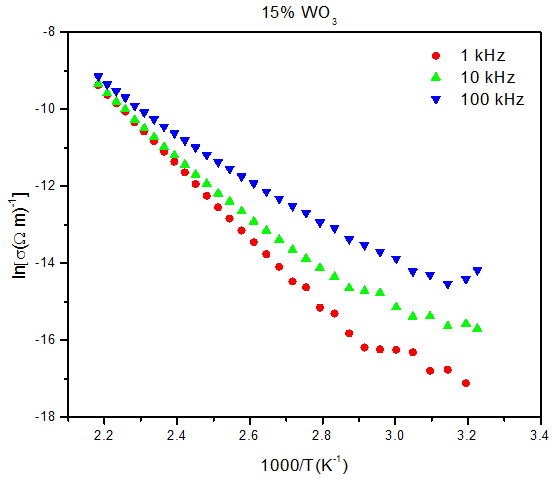 15% WO₃
1 kHz
10 kHz
100 kHz
-8
-10
-12
-14
-16
-18
ln[σ(Ω m)⁻¹]
2.2 2.4 2.6 2.8 3.0 3.2 3.4
1000/T(K⁻¹)